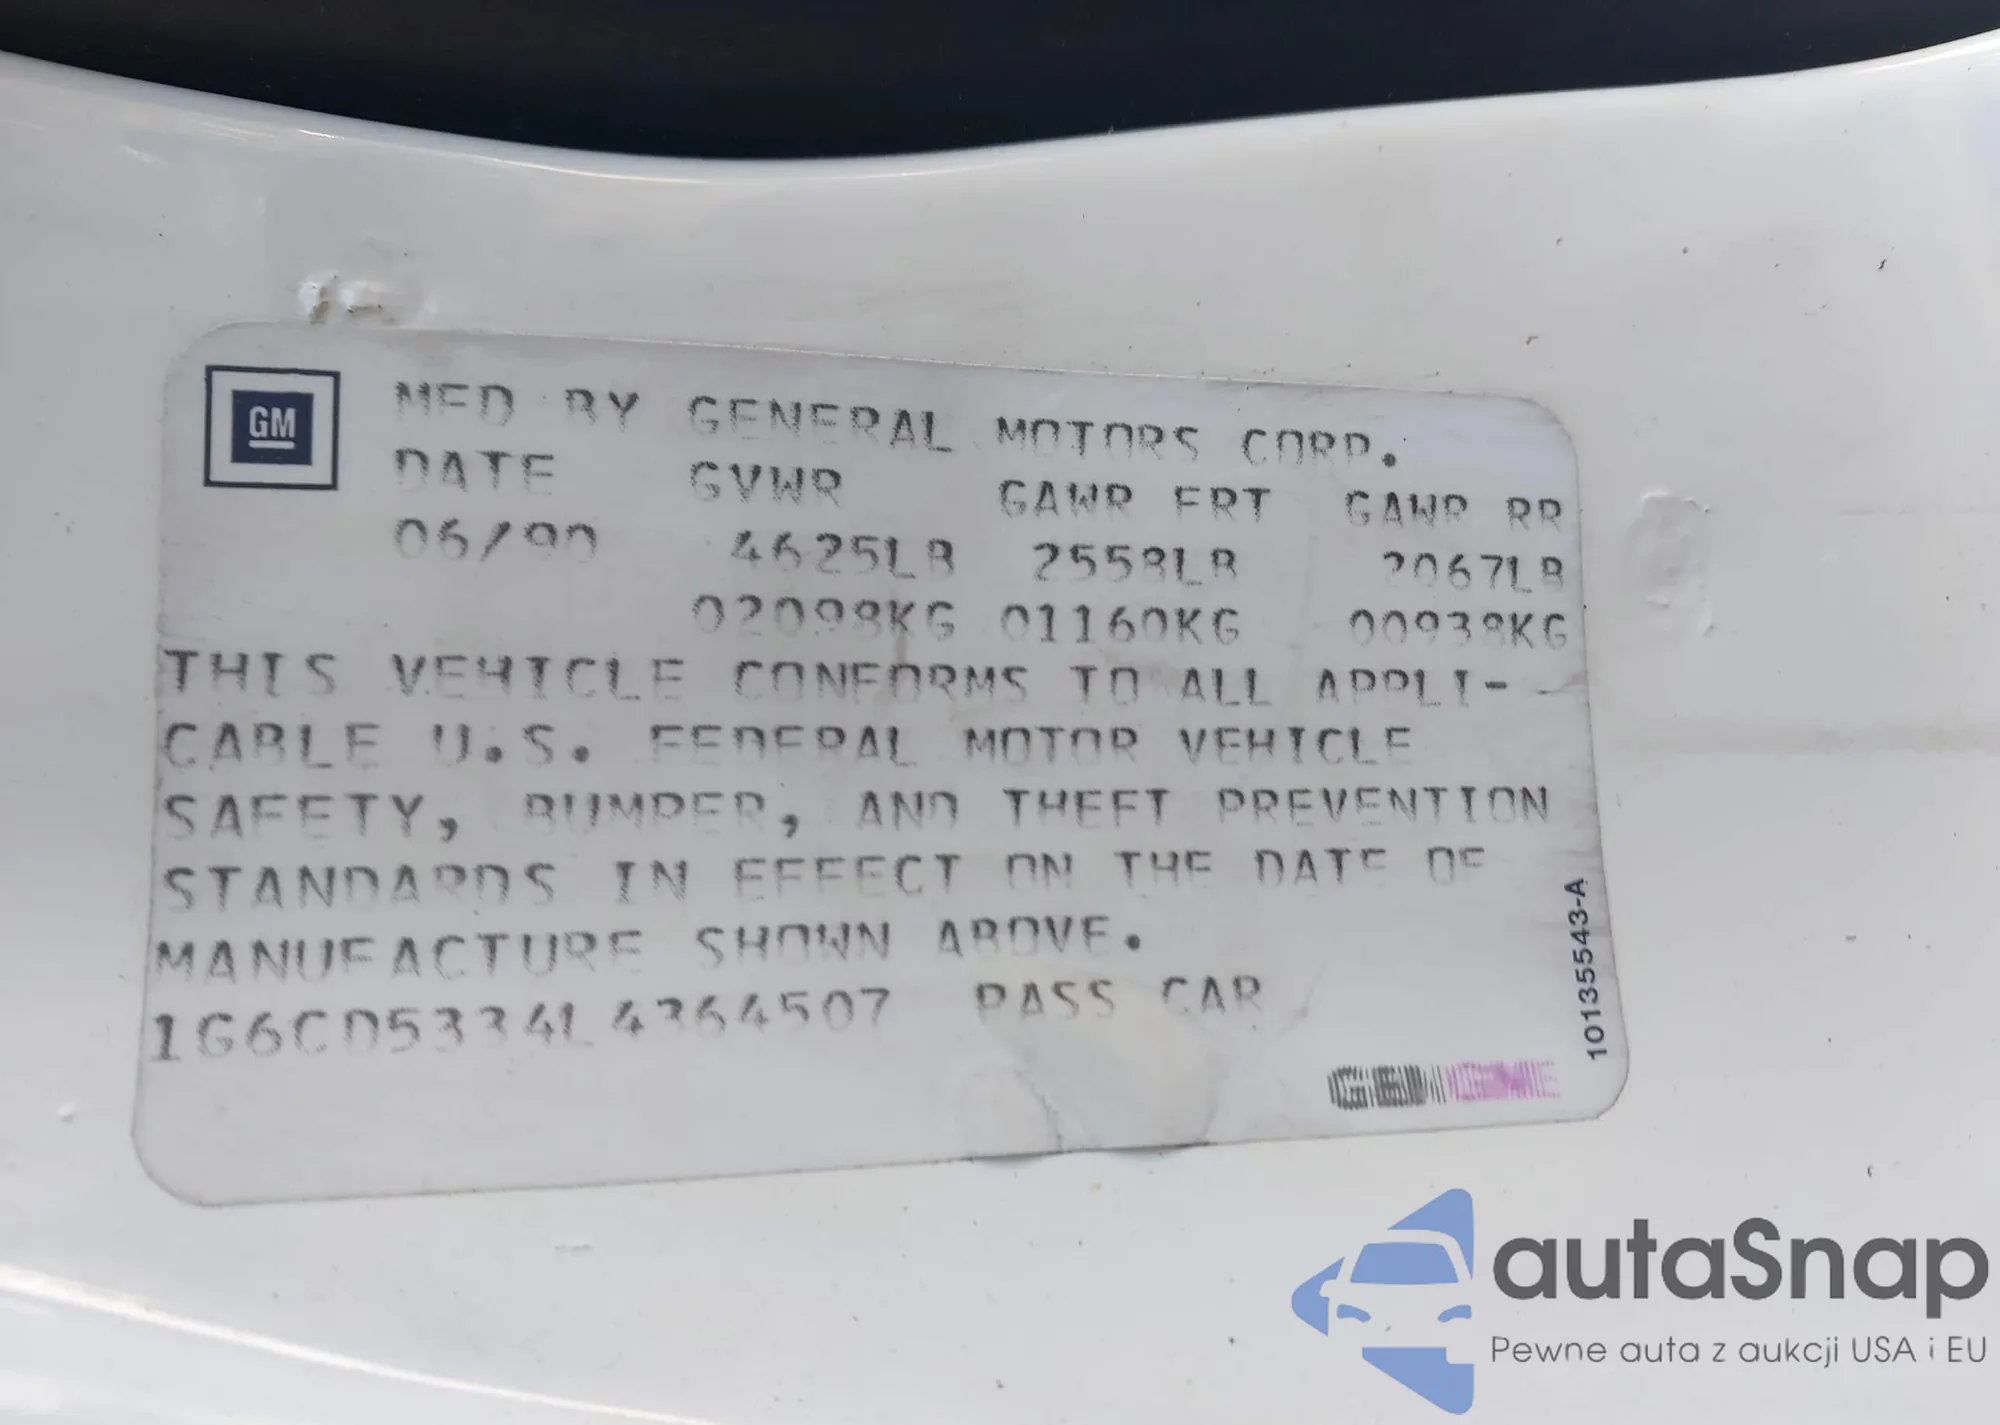 GM
MFD BY GENERAL MOTORS CORP.
DATE GVWR GAWR FRT GAWR RR
06/90 4625LB 2558LB 2067LB
02098KG 01160KG 00938KG
THIS VEHICLE CONFORMS TO ALL APPLI-
CABLE U.S. FEDERAL MOTOR VEHICLE
SAFETY, BUMPER, AND THEFT PREVENTION
STANDARDS IN EFFECT ON THE DATE OF
MANUFACTURE SHOWN ABOVE.
1G6CD5334L4364507 PASS CAR
10135543-A
autaSnap
Pewne auta z aukcji USA i EU